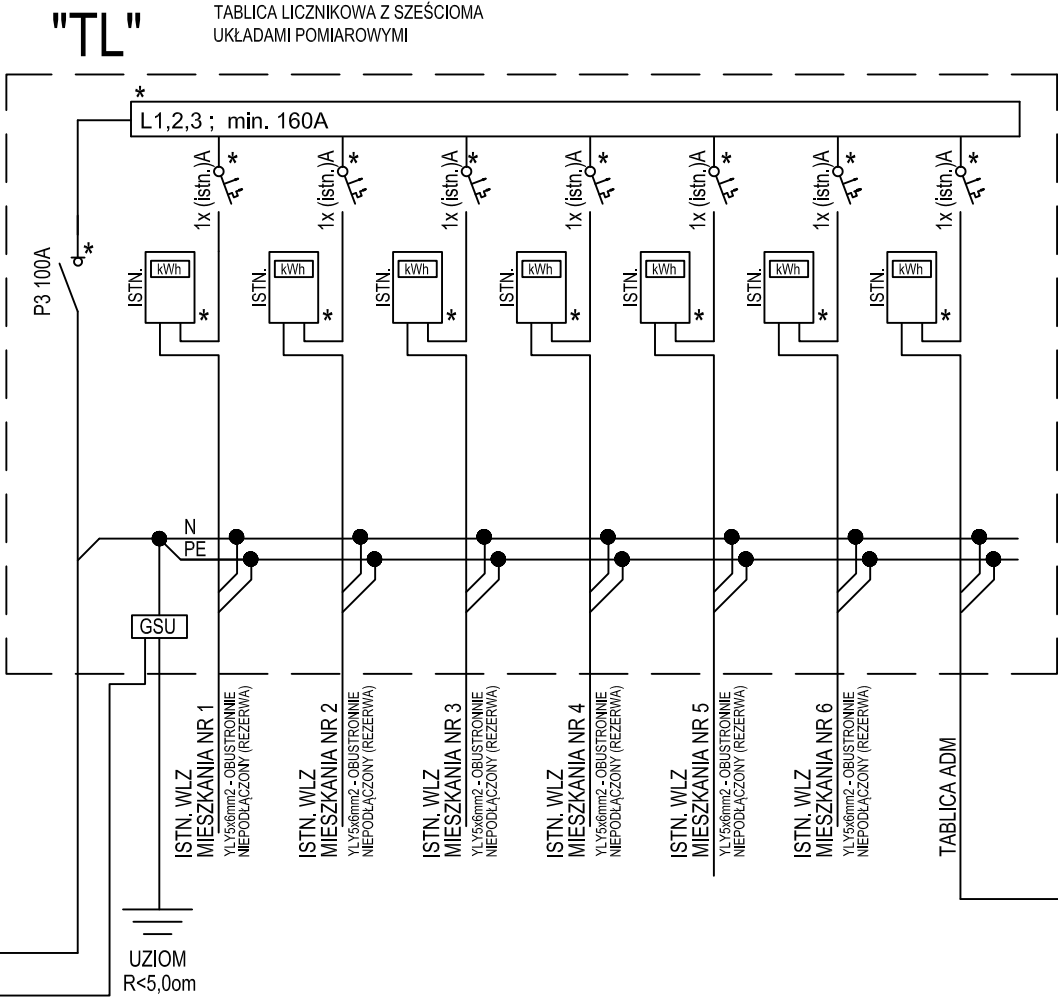 "TL"
TABLICA LICZNIKOWA Z SZEŚCIOMA
UKŁADAMI POMIAROWYMI
*
L1,2,3 ; min. 160A
1x (istn.)A *
1x (istn.)A *
1x (istn.)A *
1x (istn.)A *
1x (istn.)A *
1x (istn.)A *
1x (istn.)A *
P3 100A *
ISTN. kWh *
ISTN. kWh *
ISTN. kWh *
ISTN. kWh *
ISTN. kWh *
ISTN. kWh *
ISTN. kWh *
N
PE
GSU
ISTN. WLZ
MIESZKANIA NR 1
YLY5x6mm2 - OBUSTRONNIE
NIEPODŁĄCZONY (REZERWA)
ISTN. WLZ
MIESZKANIA NR 2
YLY5x6mm2 - OBUSTRONNIE
NIEPODŁĄCZONY (REZERWA)
ISTN. WLZ
MIESZKANIA NR 3
YLY5x6mm2 - OBUSTRONNIE
NIEPODŁĄCZONY (REZERWA)
ISTN. WLZ
MIESZKANIA NR 4
YLY5x6mm2 - OBUSTRONNIE
NIEPODŁĄCZONY (REZERWA)
ISTN. WLZ
MIESZKANIA NR 5
YLY5x6mm2 - OBUSTRONNIE
NIEPODŁĄCZONY (REZERWA)
ISTN. WLZ
MIESZKANIA NR 6
YLY5x6mm2 - OBUSTRONNIE
NIEPODŁĄCZONY (REZERWA)
TABLICA ADM
UZIOM
R<5,0om